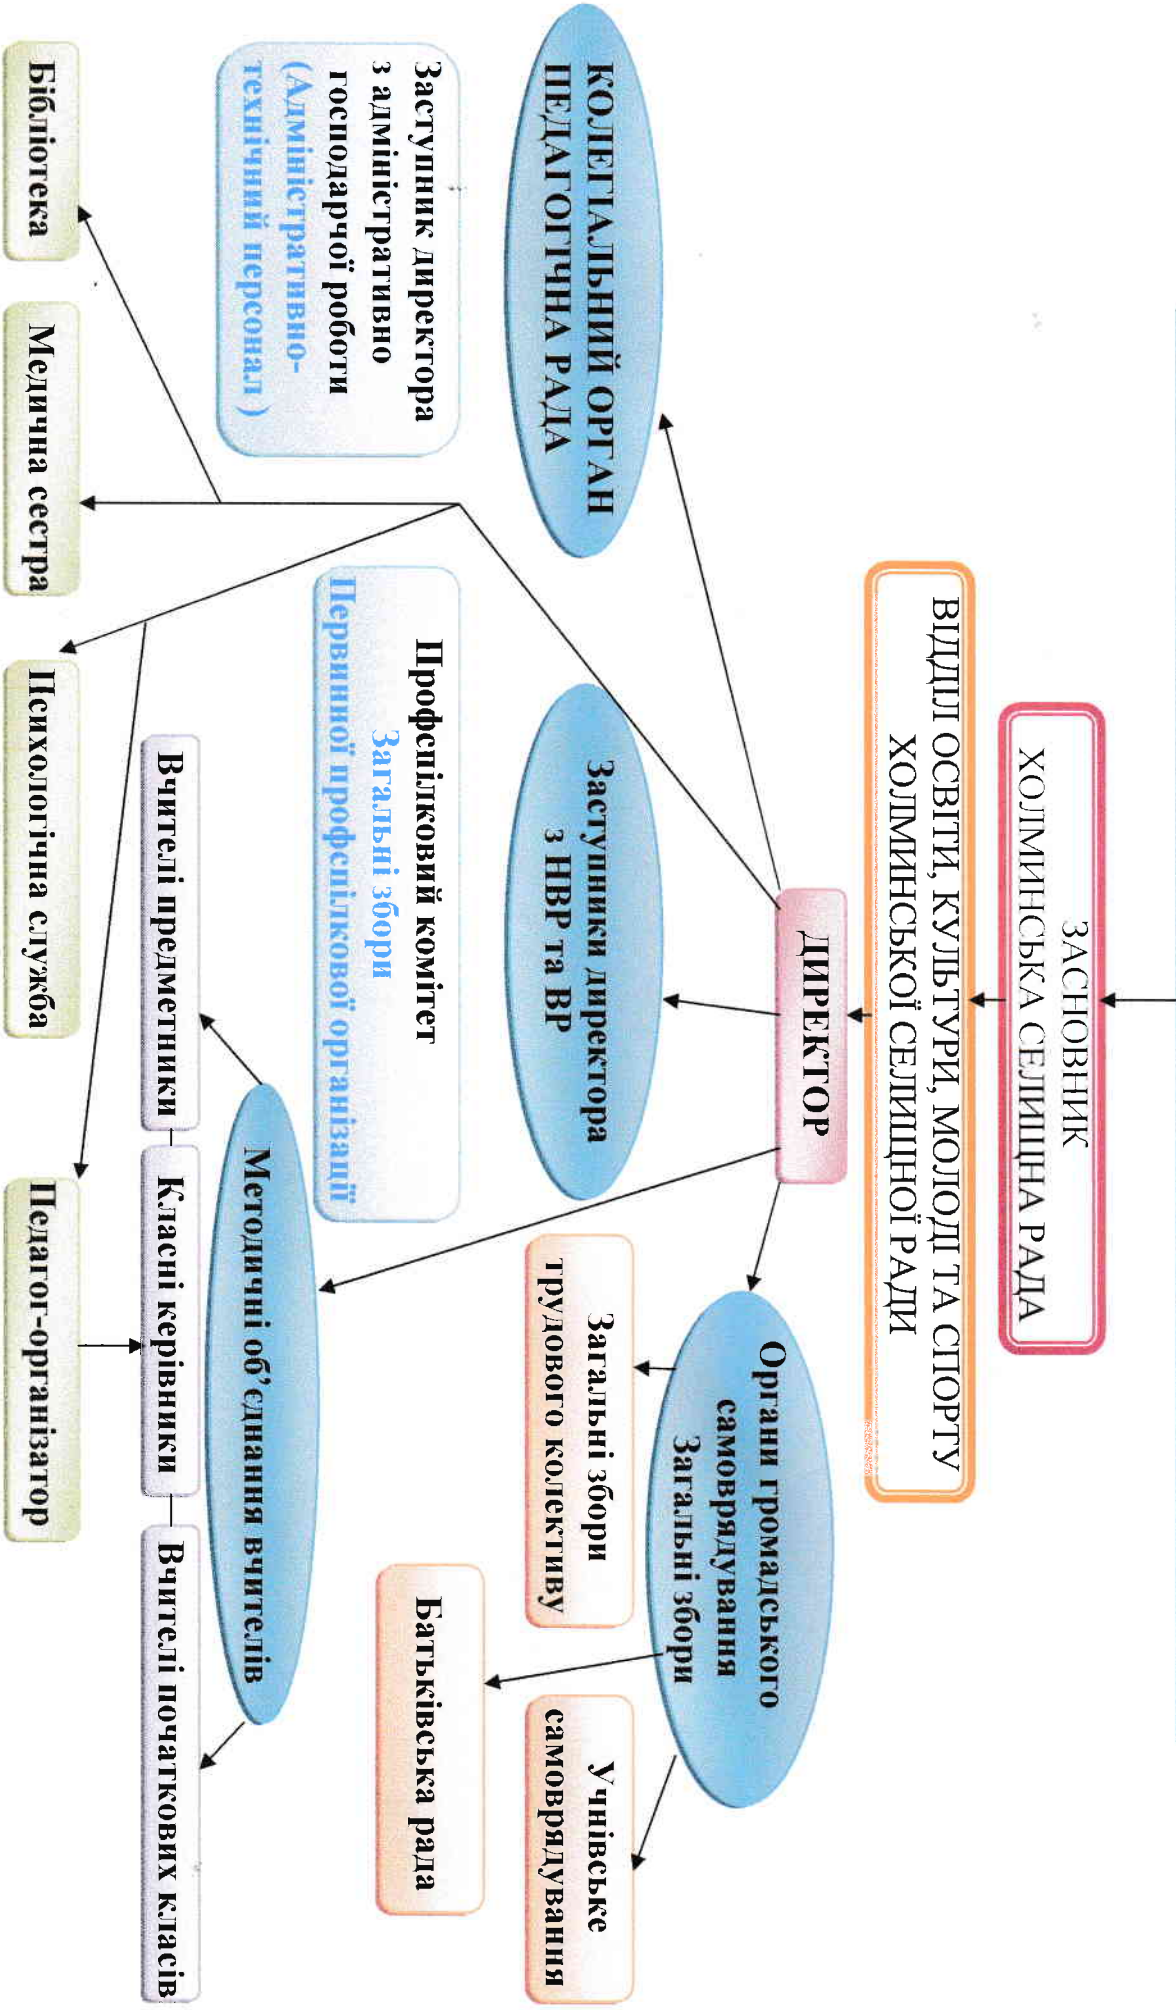 ЗАСНОВНИК
ХОЛМИНСЬКА СЕЛИЩНА РАДА
ВІДДІЛ ОСВІТИ, КУЛЬТУРИ, МОЛОДІ ТА СПОРТУ
ХОЛМИНСЬКОЇ СЕЛИЩНОЇ РАДИ
ДИРЕКТОР
КОЛЕГІАЛЬНИЙ ОРГАН
ПЕДАГОГІЧНА РАДА
Заступники директора
з НВР та ВР
Органи громадського
самоврядування
Загальні збори
Загальні збори
трудового колективу
Учнівське
самоврядування
Батьківська рада
Заступник директора
з адміністративно
господарчої роботи
(Адміністративно-
технічний персонал )
Профспілковий комітет
Загальні збори
Первинної профспілкової організації
Методичні об’єднання вчителів
Вчителі предметники
Класні керівники
Вчителі початкових класів
Бібліотека
Медична сестра
Психологічна служба
Педагог-організатор